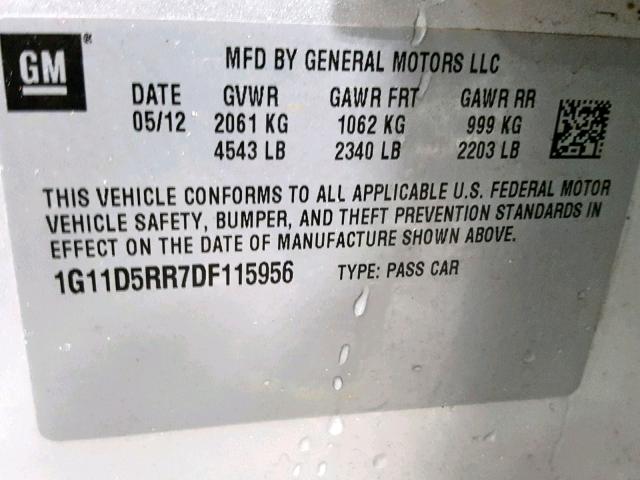 GM®
MFD BY GENERAL MOTORS LLC
DATE GVWR GAWR FRT GAWR RR
05/12 2061 KG 1062 KG 999 KG
4543 LB 2340 LB 2203 LB
THIS VEHICLE CONFORMS TO ALL APPLICABLE U.S. FEDERAL MOTOR
VEHICLE SAFETY, BUMPER, AND THEFT PREVENTION STANDARDS IN
EFFECT ON THE DATE OF MANUFACTURE SHOWN ABOVE.
1G11D5RR7DF115956 TYPE: PASS CAR